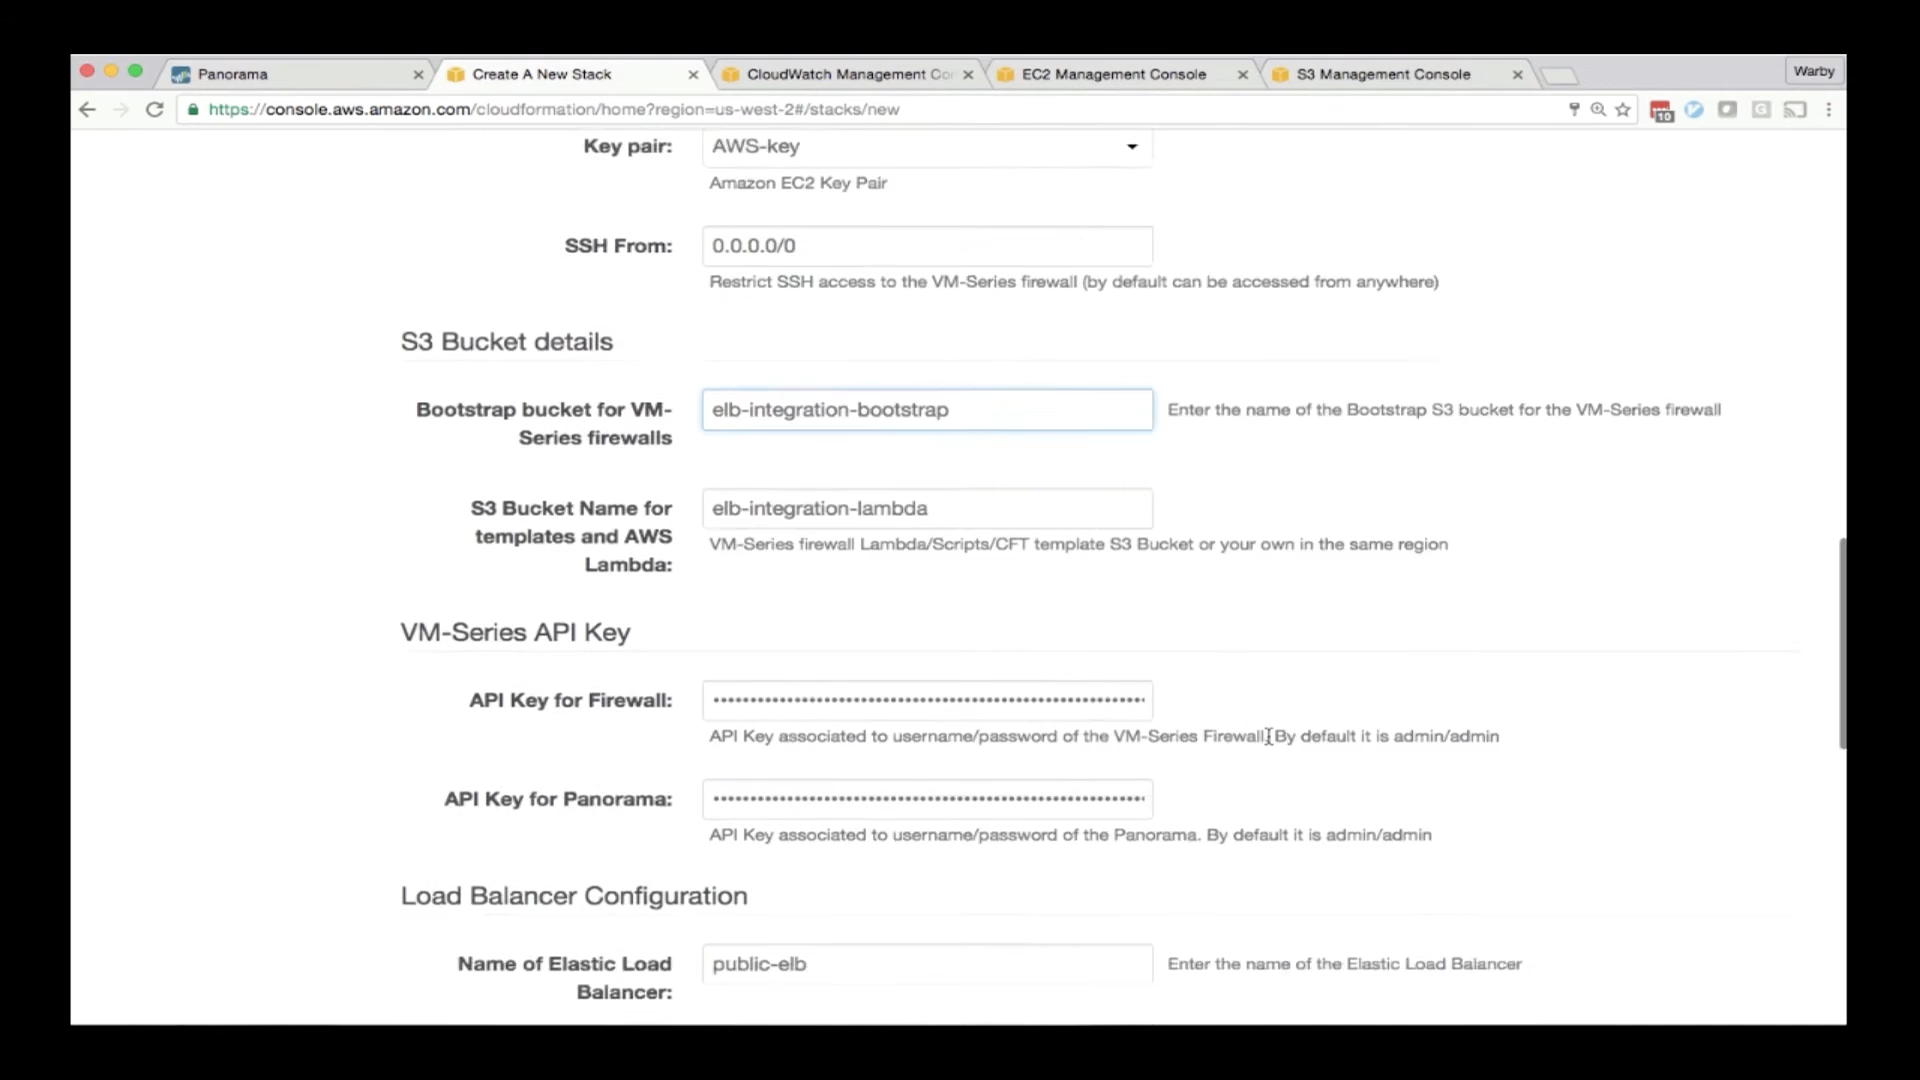 Panorama
Create A New Stack
CloudWatch Management Co
EC2 Management Console
S3 Management Console
Warby
https://console.aws.amazon.com/cloudformation/home?region=us-west-2#/stacks/new
10
Key pair:
AWS-key
Amazon EC2 Key Pair
SSH From:
0.0.0.0/0
Restrict SSH access to the VM-Series firewall (by default can be accessed from anywhere)
S3 Bucket details
Bootstrap bucket for VM-
Series firewalls
elb-integration-bootstrap
Enter the name of the Bootstrap S3 bucket for the VM-Series firewall
S3 Bucket Name for
templates and AWS
Lambda:
elb-integration-lambda
VM-Series firewall Lambda/Scripts/CFT template S3 Bucket or your own in the same region
VM-Series API Key
API Key for Firewall:
API Key associated to username/password of the VM-Series Firewall. By default it is admin/admin
API Key for Panorama:
API Key associated to username/password of the Panorama. By default it is admin/admin
Load Balancer Configuration
Name of Elastic Load
Balancer:
public-elb
Enter the name of the Elastic Load Balancer